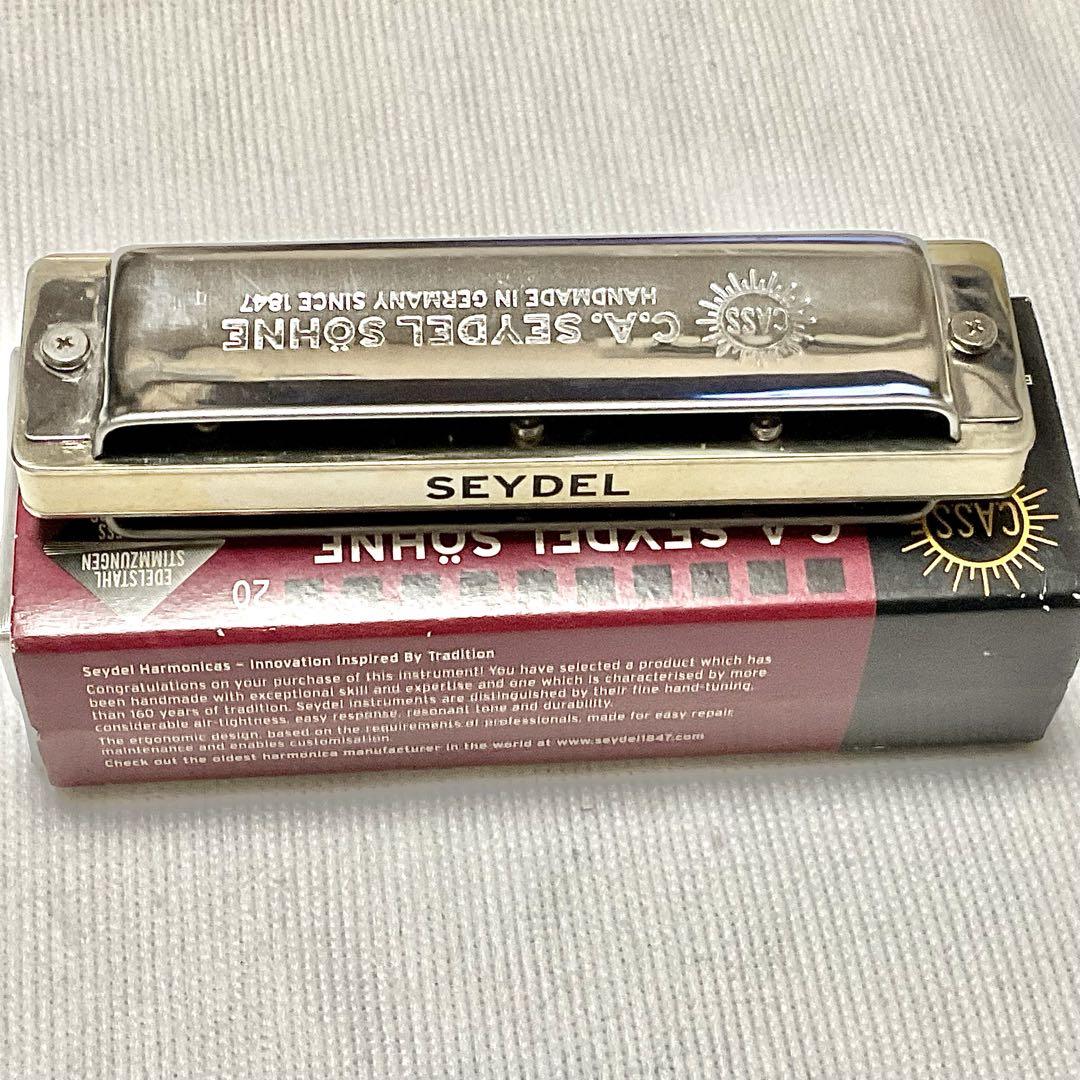 CASS
C.A. SEYDEL SÖHNE
HANDMADE IN GERMANY SINCE 1847
SEYDEL
CASS
C.A. SEYDEL SÖHNE
20
EDELSTAHL
STIMMZUNGEN
Seydel Harmonicas – Innovation Inspired By Tradition
Congratulations on your purchase of this instrument! You have selected a product which has
been handmade with exceptional skill and expertise and one which is characterised by more
than 160 years of tradition. Seydel instruments are distinguished by their fine hand-tuning,
considerable air-tightness, easy response, resonant tone and durability.
The ergonomic design, based on the requirements of professionals, made for easy repair,
maintenance and enables customisation.
Check out the oldest harmonica manufacturer in the world at www.seydel1847.com